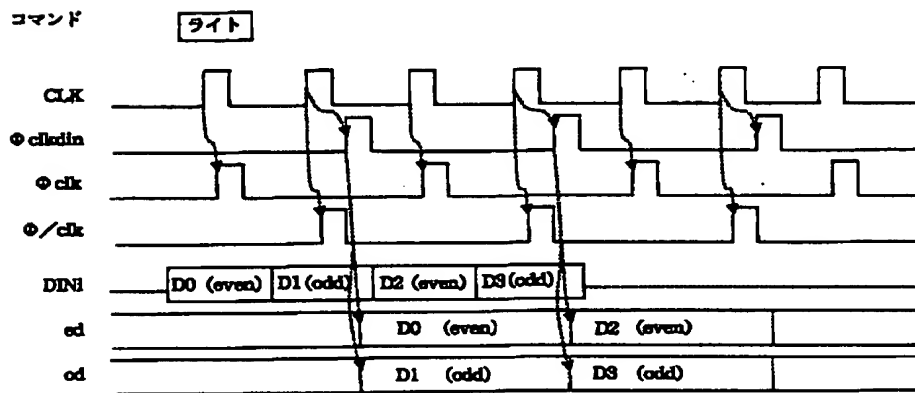 コマンド ライト
CLK
Φclkdin
Φclk
Φ/clk
DINi D0 (even) D1(odd) D2 (even) D3(odd)
ed D0 (even) D2 (even)
od D1 (odd) D3 (odd)